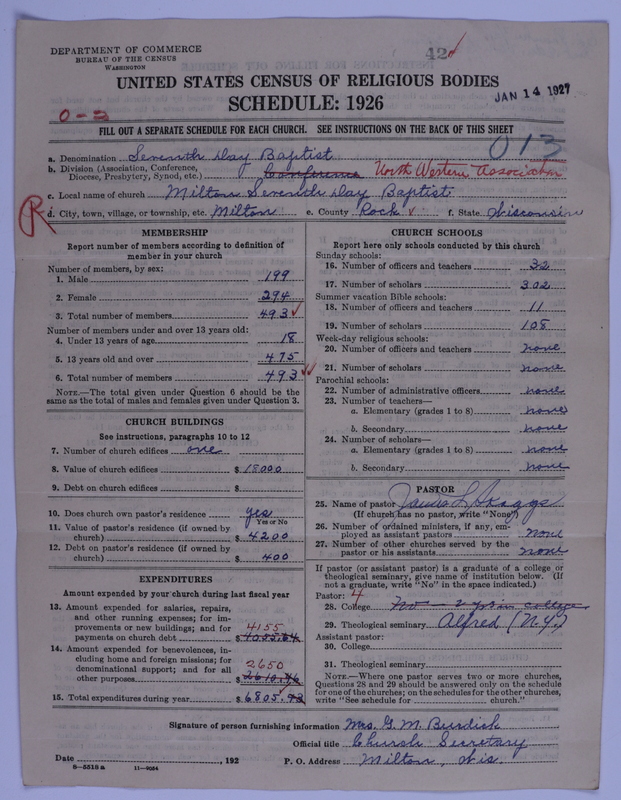 DEPARTMENT OF COMMERCE
BUREAU OF THE CENSUS
WASHINGTON
42
UNITED STATES CENSUS OF RELIGIOUS BODIES
SCHEDULE: 1926
JAN 14 1927
0-3
FILL OUT A SEPARATE SCHEDULE FOR EACH CHURCH. SEE INSTRUCTIONS ON THE BACK OF THIS SHEET
013
a. Denomination Seventh Day Baptist
b. Division (Association, Conference, Diocese, Presbytery, Synod, etc.) Conference North Western Association
c. Local name of church Milton Seventh Day Baptist
R
d. City, town, village, or township, etc. Milton e. County Rock f. State Wisconsin
MEMBERSHIP
Report number of members according to definition of
member in your church
Number of members, by sex:
1. Male 199
2. Female 294
3. Total number of members 493
Number of members under and over 13 years old:
4. Under 13 years of age 18
5. 13 years old and over 475
6. Total number of members 493
NOTE.—The total given under Question 6 should be
same as the total of males and females given under Question 3.
CHURCH BUILDINGS
See instructions, paragraphs 10 to 12
7. Number of church edifices one
8. Value of church edifices $ 18000
9. Debt on church edifices $
10. Does church own pastor's residence yes
Yes or No
11. Value of pastor's residence (if owned by
church) $ 4200
12. Debt on pastor's residence (if owned by
church) $ 400
EXPENDITURES
Amount expended by your church during last fiscal year
13. Amount expended for salaries, repairs,
and other running expenses; for im-
provements or new buildings; and for
payments on church debt 4155
14. Amount expended for benevolences, in-
cluding home and foreign missions; for
denominational support; and for all
other purposes 2650
15. Total expenditures during year $ 6805
CHURCH SCHOOLS
Report here only schools conducted by this church
Sunday schools:
16. Number of officers and teachers 32
17. Number of scholars 302
Summer vacation Bible schools:
18. Number of officers and teachers 11
19. Number of scholars 108
Week-day religious schools:
20. Number of officers and teachers none
21. Number of scholars none
Parochial schools:
22. Number of administrative officers none
23. Number of teachers—
a. Elementary (grades 1 to 8) none
b. Secondary none
24. Number of scholars—
a. Elementary (grades 1 to 8) none
b. Secondary none
PASTOR
25. Name of pastor James L Skaggs
(If church has no pastor, write "None")
26. Number of ordained ministers, if any, em-
ployed as assistant pastors none
27. Number of other churches served by the
pastor or his assistants none
If pastor (or assistant pastor) is a graduate of a college or
theological seminary, give name of institution below. (If
not a graduate, write "No" in the space indicated.)
Pastor: 4
28. College No — 2 yrs in college
29. Theological seminary Alfred (N.Y.)
Assistant pastor:
30. College
31. Theological seminary
NOTE.—Where one pastor serves two or more churches,
Questions 28 and 29 should be answered only on the schedule
for one of the churches; on the schedules for the other churches,
write "See schedule for church."
Signature of person furnishing information Mrs. G. M. Burdick
Official title Church Secretary
Date , 192 P. O. Address Milton, Wis.
8-5518a 11-9054